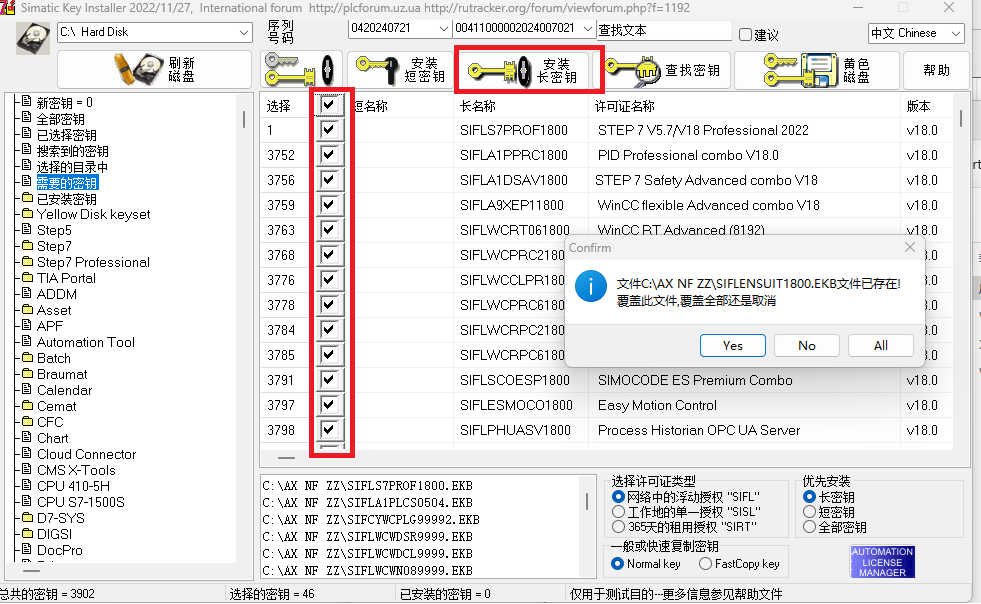 Simatic Key Installer 2022/11/27, International forum http://plcforum.uz.ua http://rutracker.org/forum/viewforum.php?f=1192
C:\ Hard Disk
序列号码
0420240721
00411000002024007021
查找文本
建议
中文 Chinese
刷新磁盘
安装短密钥
安装长密钥
查找密钥
黄色磁盘
帮助
新密钥 = 0
全部密钥
已选择密钥
搜索到的密钥
选择的目录中
需要的密钥
已安装密钥
Yellow Disk keyset
Step5
Step7
Step7 Professional
TIA Portal
ADDM
Asset
APF
Automation Tool
Batch
Braumat
Calendar
Cemat
CFC
Chart
Cloud Connector
CMS X-Tools
CPU 410-5H
CPU S7-1500S
D7-SYS
DIGSI
DocPro
选择 短名称 长名称 许可证名称 版本
1 SIFLS7PROF1800 STEP 7 V5.7/V18 Professional 2022 v18.0
3752 SIFLA1PPRC1800 PID Professional combo V18.0 v18.0
3756 SIFLA1DSAV1800 STEP 7 Safety Advanced combo V18 v18.0
3759 SIFLA9XEP11800 WinCC flexible Advanced combo V18 v18.0
3763 SIFLWCRT061800 WinCC RT Advanced (8192) v18.0
3768 SIFLWCPRC21800
3776 SIFLWCCLPR1800
3778 SIFLWCPRC61800
3784 SIFLWCRPC21800
3785 SIFLWCRPC61800
3791 SIFLSCOESP1800 SIMOCODE ES Premium Combo v18.0
3797 SIFLESMOCO1800 Easy Motion Control v18.0
3798 SIFLPHUASV1800 Process Historian OPC UA Server v18.0
Confirm
文件C:\AX NF ZZ\SIFLENSUIT1800.EKB文件已存在!
覆盖此文件,覆盖全部还是取消
Yes
No
All
C:\AX NF ZZ\SIFLS7PROF1800.EKB
C:\AX NF ZZ\SIFLA1PLCS0504.EKB
C:\AX NF ZZ\SIFCYWCPLG99992.EKB
C:\AX NF ZZ\SIFLWCWDSR9999.EKB
C:\AX NF ZZ\SIFLWCWDCL9999.EKB
C:\AX NF ZZ\SIFLWCWN089999.EKB
选择许可证类型
网络中的浮动授权 "SIFL"
工作地的单一授权 "SISL"
365天的租用授权 "SIRT"
一般或快速复制密钥
Normal key
FastCopy key
优先安装
长密钥
短密钥
全部密钥
AUTOMATION
LICENSE
MANAGER
总共的密钥 = 3902
选择的密钥 = 46
已安装的密钥 = 0
仅用于测试目的--更多信息参见帮助文件